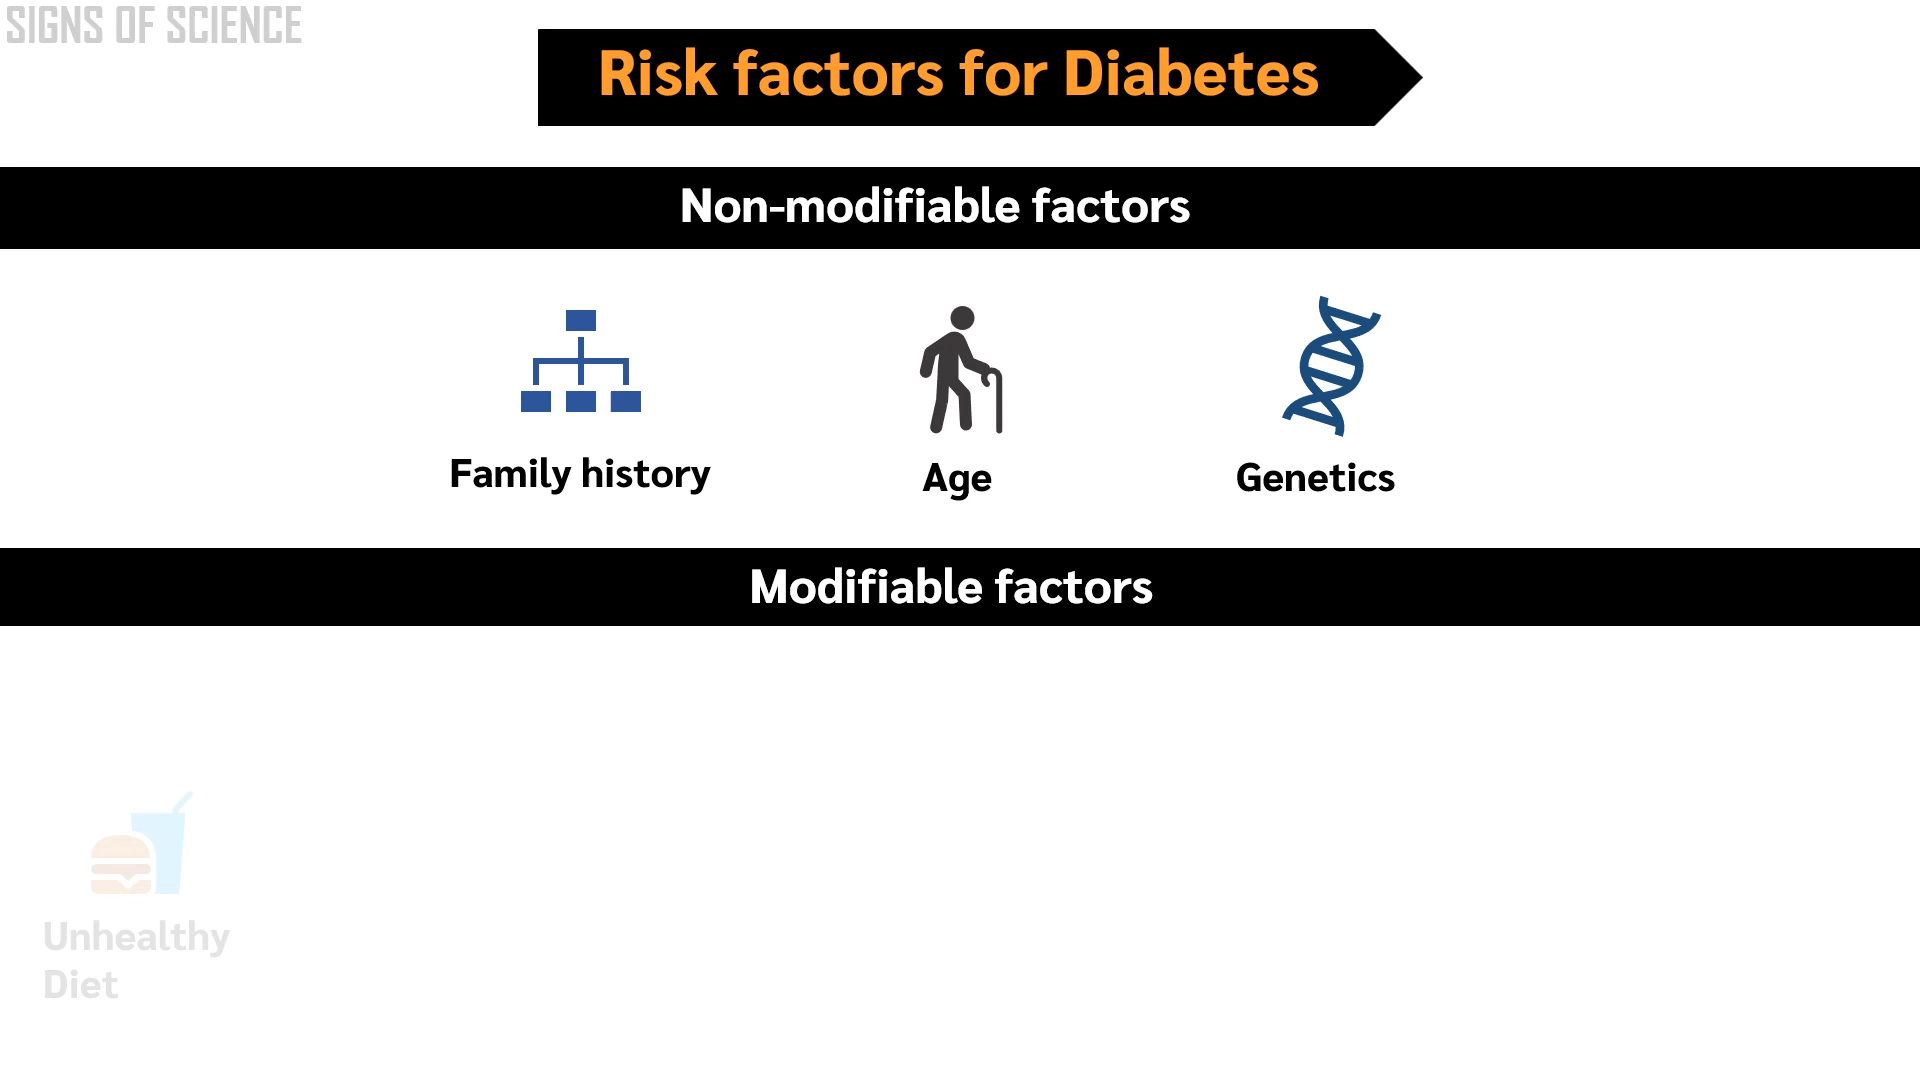 SIGNS OF SCIENCE
Risk factors for Diabetes
Non-modifiable factors
Family history
Age
Genetics
Modifiable factors
Unhealthy
Diet